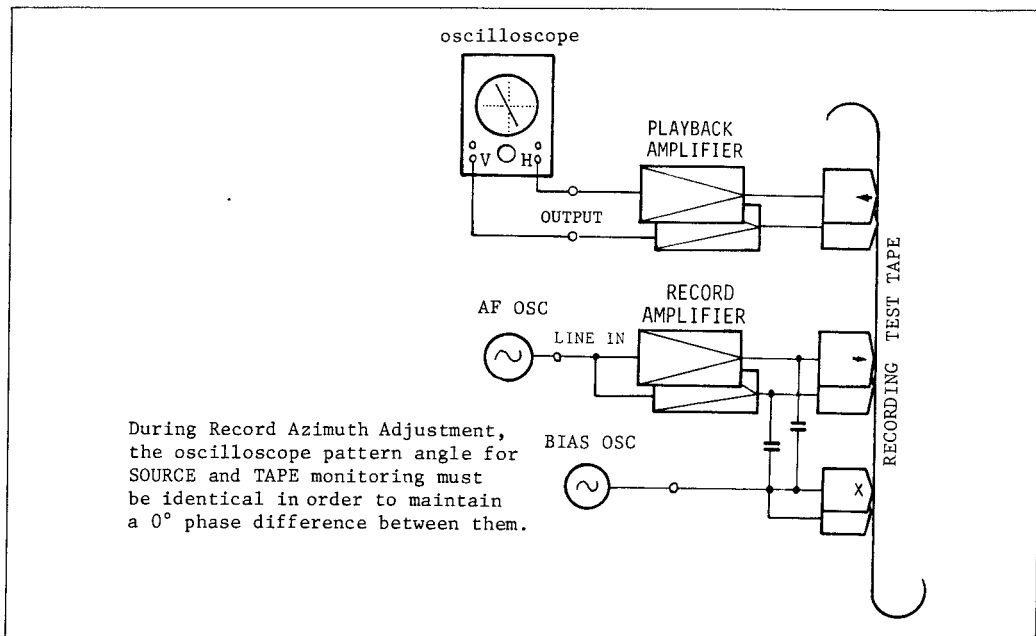 oscilloscope
V
H
PLAYBACK
AMPLIFIER
OUTPUT
RECORD
AMPLIFIER
AF OSC
LINE IN
BIAS OSC
X
RECORDING TEST TAPE
During Record Azimuth Adjustment,
the oscilloscope pattern angle for
SOURCE and TAPE monitoring must
be identical in order to maintain
a 0° phase difference between them.